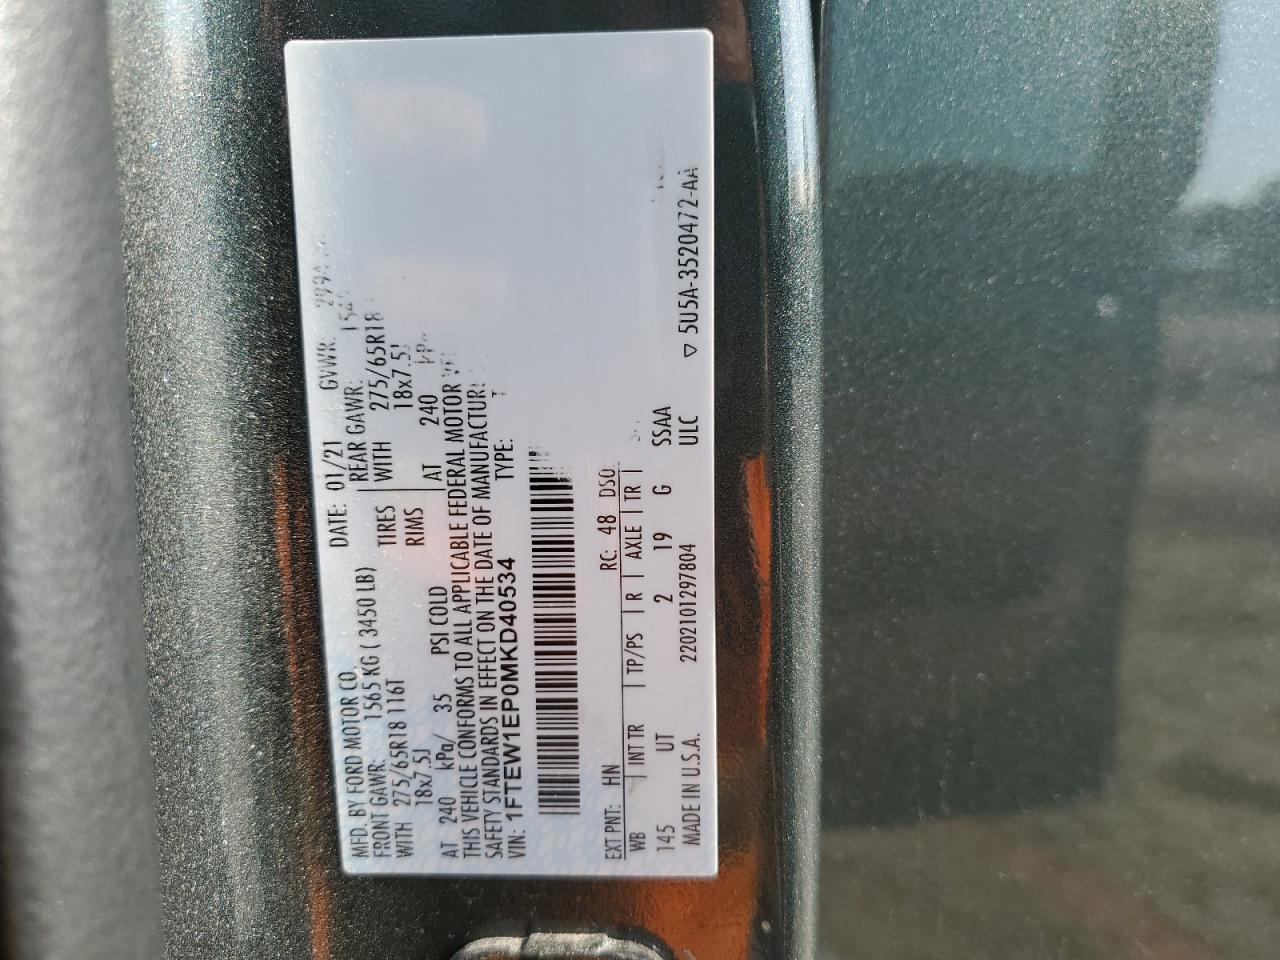 MFD. BY FORD MOTOR CO.
DATE: 01/21 GVWR:
FRONT GAWR: 1565 KG ( 3450 LB) REAR GAWR:
WITH 275/65R18 116T TIRES WITH 275/65R18
18x7.5J RIMS 18x7.5J
AT 240 kPa/ 35 PSI COLD AT 240 kPa
THIS VEHICLE CONFORMS TO ALL APPLICABLE FEDERAL MOTOR
SAFETY STANDARDS IN EFFECT ON THE DATE OF MANUFACTURE
VIN: 1FTEW1EP0MKD40534 TYPE: T
EXT PNT: HN RC: 48 DSO:
WB INT TR TP/PS R AXLE TR
145 UT 2 19 G SSAA
MADE IN U.S.A. 220210129​7804 ULC ▽ 5U5A-3520472-AA